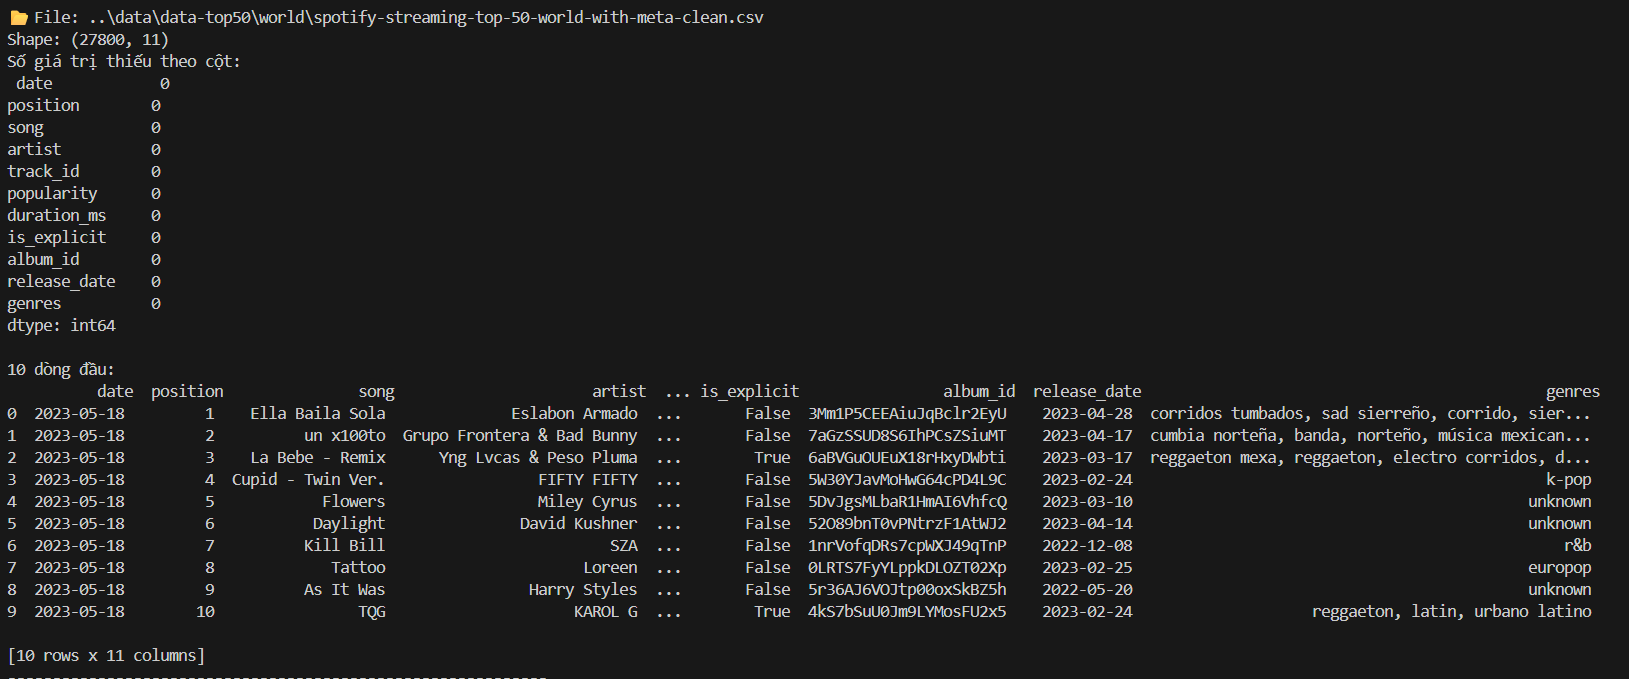 File: ..\data\data-top50\world\spotify-streaming-top-50-world-with-meta-clean.csv
Shape: (27800, 11)
Số giá trị thiếu theo cột:
date 0
position 0
song 0
artist 0
track_id 0
popularity 0
duration_ms 0
is_explicit 0
album_id 0
release_date 0
genres 0
dtype: int64
10 dòng đầu:
date position song artist ... is_explicit album_id release_date genres
0 2023-05-18 1 Ella Baila Sola Eslabon Armado ... False 3Mm1P5CEEAiuJqBclr2EyU 2023-04-28 corridos tumbados, sad sierreño, corrido, sier...
1 2023-05-18 2 un x100to Grupo Frontera & Bad Bunny ... False 7aGzSSUD8S6IhPCsZSiuMT 2023-04-17 cumbia norteña, banda, norteño, música mexican...
2 2023-05-18 3 La Bebe - Remix Yng Lvcas & Peso Pluma ... True 6aBVGuOUEuX18rHxyDWbti 2023-03-17 reggaeton mexa, reggaeton, electro corridos, d...
3 2023-05-18 4 Cupid - Twin Ver. FIFTY FIFTY ... False 5W30YJavMoHwG64cPD4L9C 2023-02-24 k-pop
4 2023-05-18 5 Flowers Miley Cyrus ... False 5DvJgsMLbaR1HmAI6VhfcQ 2023-03-10 unknown
5 2023-05-18 6 Daylight David Kushner ... False 52O89bnT0vPNtrzF1AtWJ2 2023-04-14 unknown
6 2023-05-18 7 Kill Bill SZA ... False 1nrVofqDRs7cpWXJ49qTnP 2022-12-08 r&b
7 2023-05-18 8 Tattoo Loreen ... False 0LRTS7FyYLppkDLOZT02Xp 2023-02-25 europop
8 2023-05-18 9 As It Was Harry Styles ... False 5r36AJ6VOJtp00oxSkBZ5h 2022-05-20 unknown
9 2023-05-18 10 TQG KAROL G ... True 4kS7bSuU0Jm9LYMosFU2x5 2023-02-24 reggaeton, latin, urbano latino
[10 rows x 11 columns]